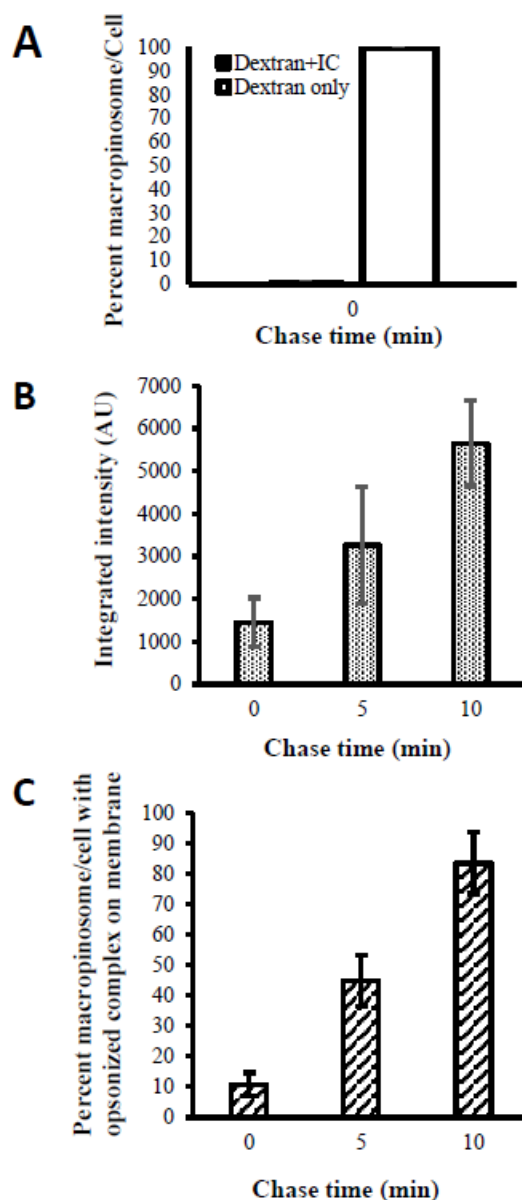 A
Percent macropinosome/Cell
100
90
80
70
60
50
40
30
20
10
0
Dextran+IC
Dextran only
0
Chase time (min)
B
Integrated intensity (AU)
7000
6000
5000
4000
3000
2000
1000
0
0 5 10
Chase time (min)
C
Percent macropinosome/cell with
opsonized complex on membrane
100
90
80
70
60
50
40
30
20
10
0
0 5 10
Chase time (min)